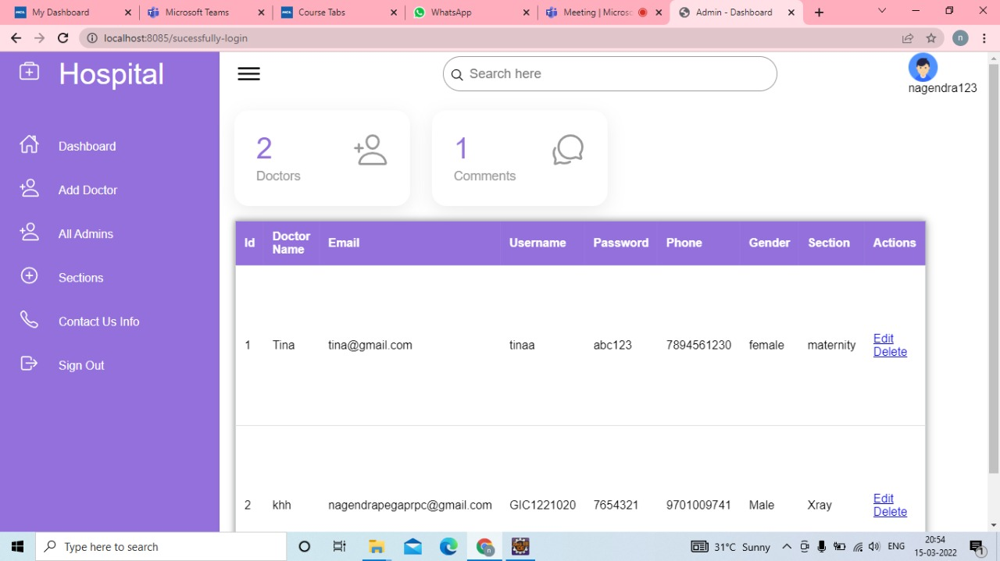 My Dashboard
Microsoft Teams
Course Tabs
WhatsApp
Meeting | Micros
Admin - Dashboard
localhost:8085/sucessfully-login
n
Hospital
Search here
nagendra123
Dashboard
Add Doctor
All Admins
Sections
Contact Us Info
Sign Out
2
Doctors
1
Comments
Id Doctor Name Email Username Password Phone Gender Section Actions
1 Tina tina@gmail.com tinaa abc123 7894561230 female maternity Edit
Delete
2 khh nagendrapegaprpc@gmail.com GIC1221020 7654321 9701009741 Male Xray Edit
Delete
Type here to search
31°C Sunny
ENG
20:54
15-03-2022
1